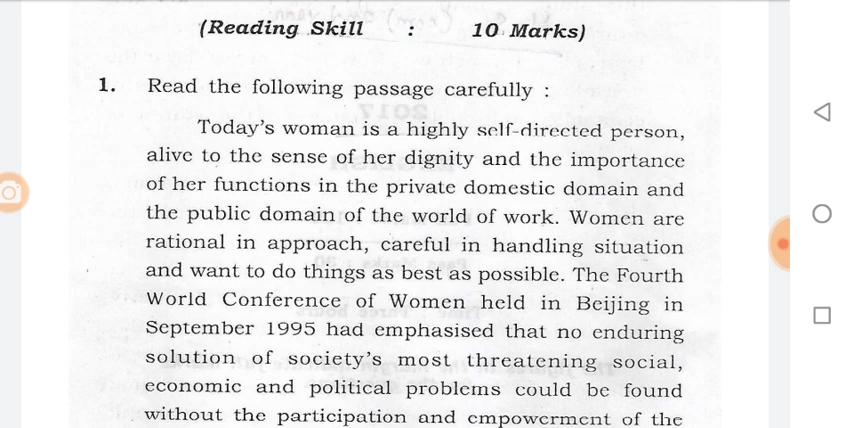 (Reading Skill : 10 Marks)
1. Read the following passage carefully :
Today's woman is a highly self-directed person,
alive to the sense of her dignity and the importance
of her functions in the private domestic domain and
the public domain of the world of work. Women are
rational in approach, careful in handling situation
and want to do things as best as possible. The Fourth
World Conference of Women held in Beijing in
September 1995 had emphasised that no enduring
solution of society's most threatening social,
economic and political problems could be found
without the participation and empowerment of the